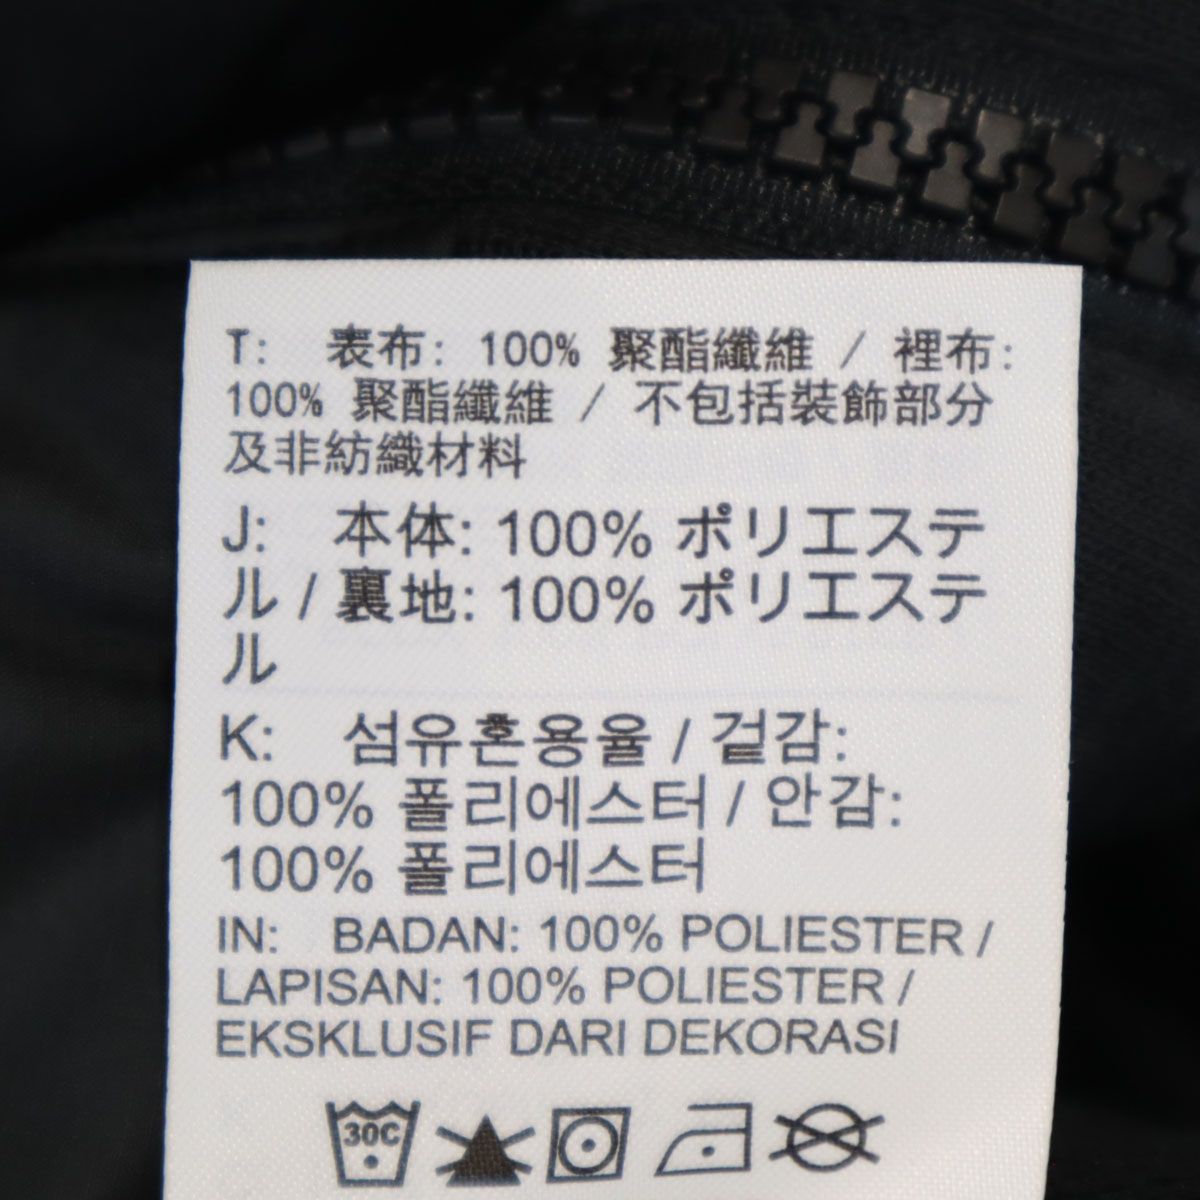 T: 表布: 100% 聚酯纖維 / 裡布:
100% 聚酯纖維 / 不包括裝飾部分
及非紡織材料
J: 本体: 100% ポリエステ
ル / 裏地: 100% ポリエステ
ル
K: 섬유혼용율 / 겉감:
100% 폴리에스터 / 안감:
100% 폴리에스터
IN: BADAN: 100% POLIESTER /
LAPISAN: 100% POLIESTER /
EKSKLUSIF DARI DEKORASI
30C